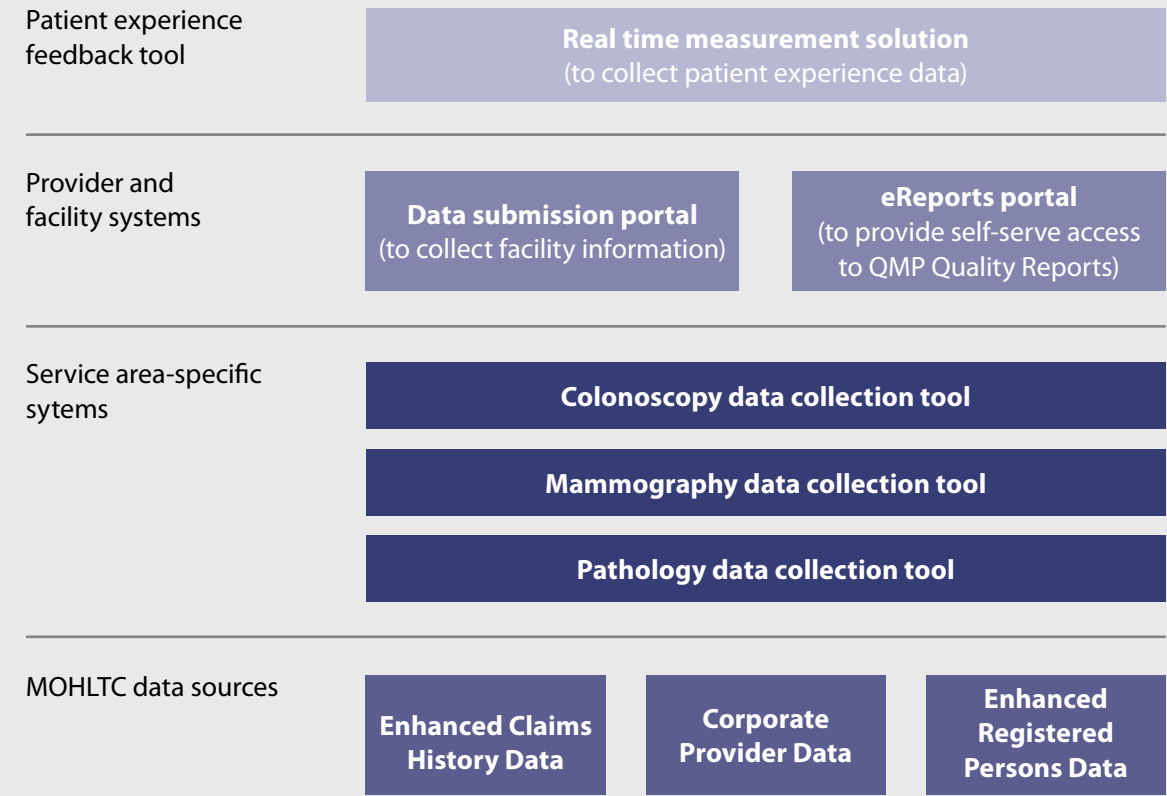 Patient experience
feedback tool
Real time measurement solution
(to collect patient experience data)
Provider and
facility systems
Data submission portal
(to collect facility information)
eReports portal
(to provide self-serve access
to QMP Quality Reports)
Service area-specific
sytems
Colonoscopy data collection tool
Mammography data collection tool
Pathology data collection tool
MOHLTC data sources
Enhanced Claims
History Data
Corporate
Provider Data
Enhanced
Registered
Persons Data